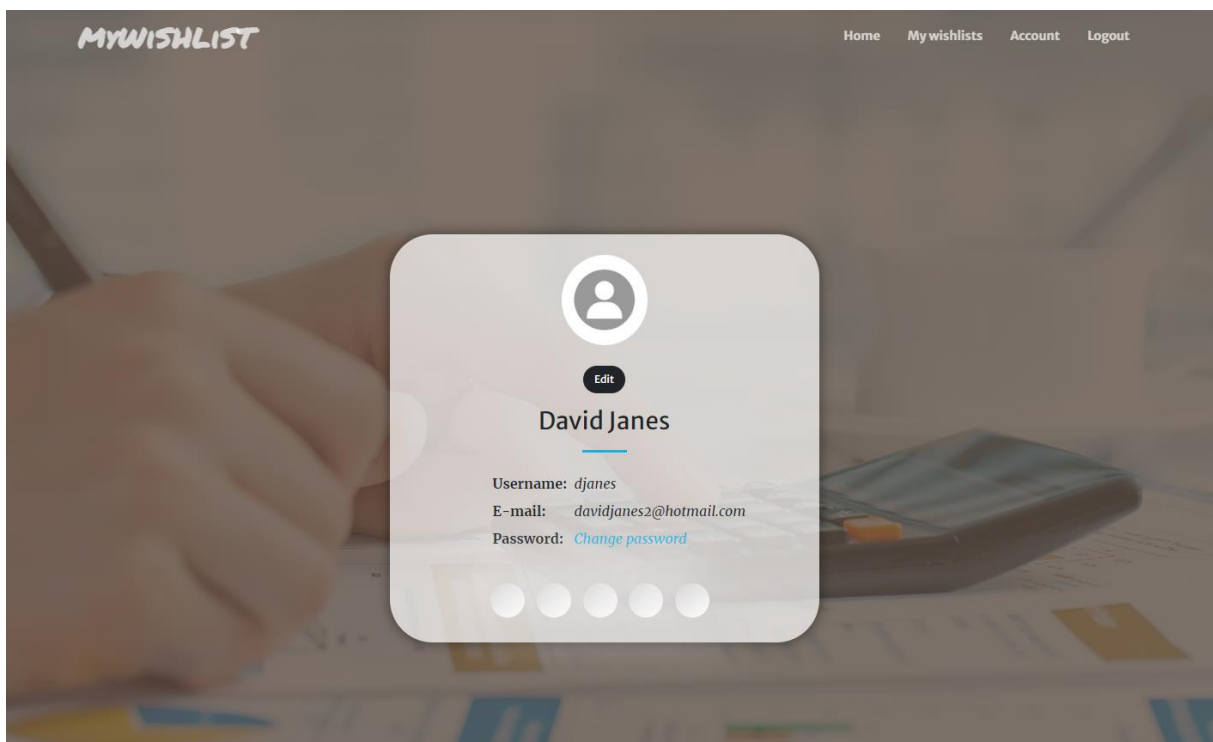 MyWishList
Home My wishlists Account Logout
Edit
David Janes
Username: djanes
E-mail: davidjanes2@hotmail.com
Password: Change password